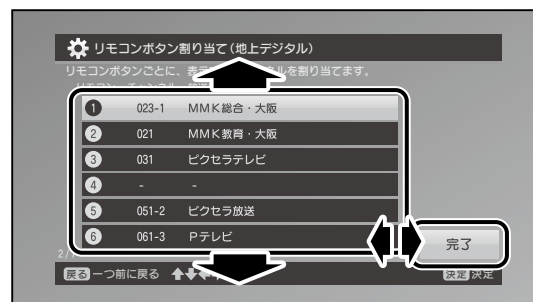 リモコンボタン割り当て(地上デジタル)
リモコンボタンごとに、表示 ルを割り当てます。
1 023-1 MMK総合・大阪
2 021 MMK教育・大阪
3 031 ピクセラテレビ
4 - -
5 051-2 ピクセラ放送
6 061-3 Pテレビ
完了
2/
戻る 一つ前に戻る 決定 決定